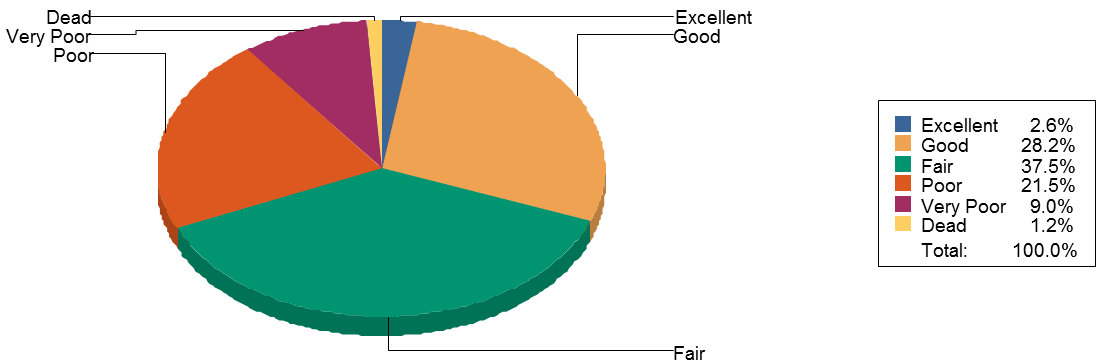 Dead
Very Poor
Poor
Excellent
Good
Fair
Excellent 2.6%
Good 28.2%
Fair 37.5%
Poor 21.5%
Very Poor 9.0%
Dead 1.2%
Total: 100.0%